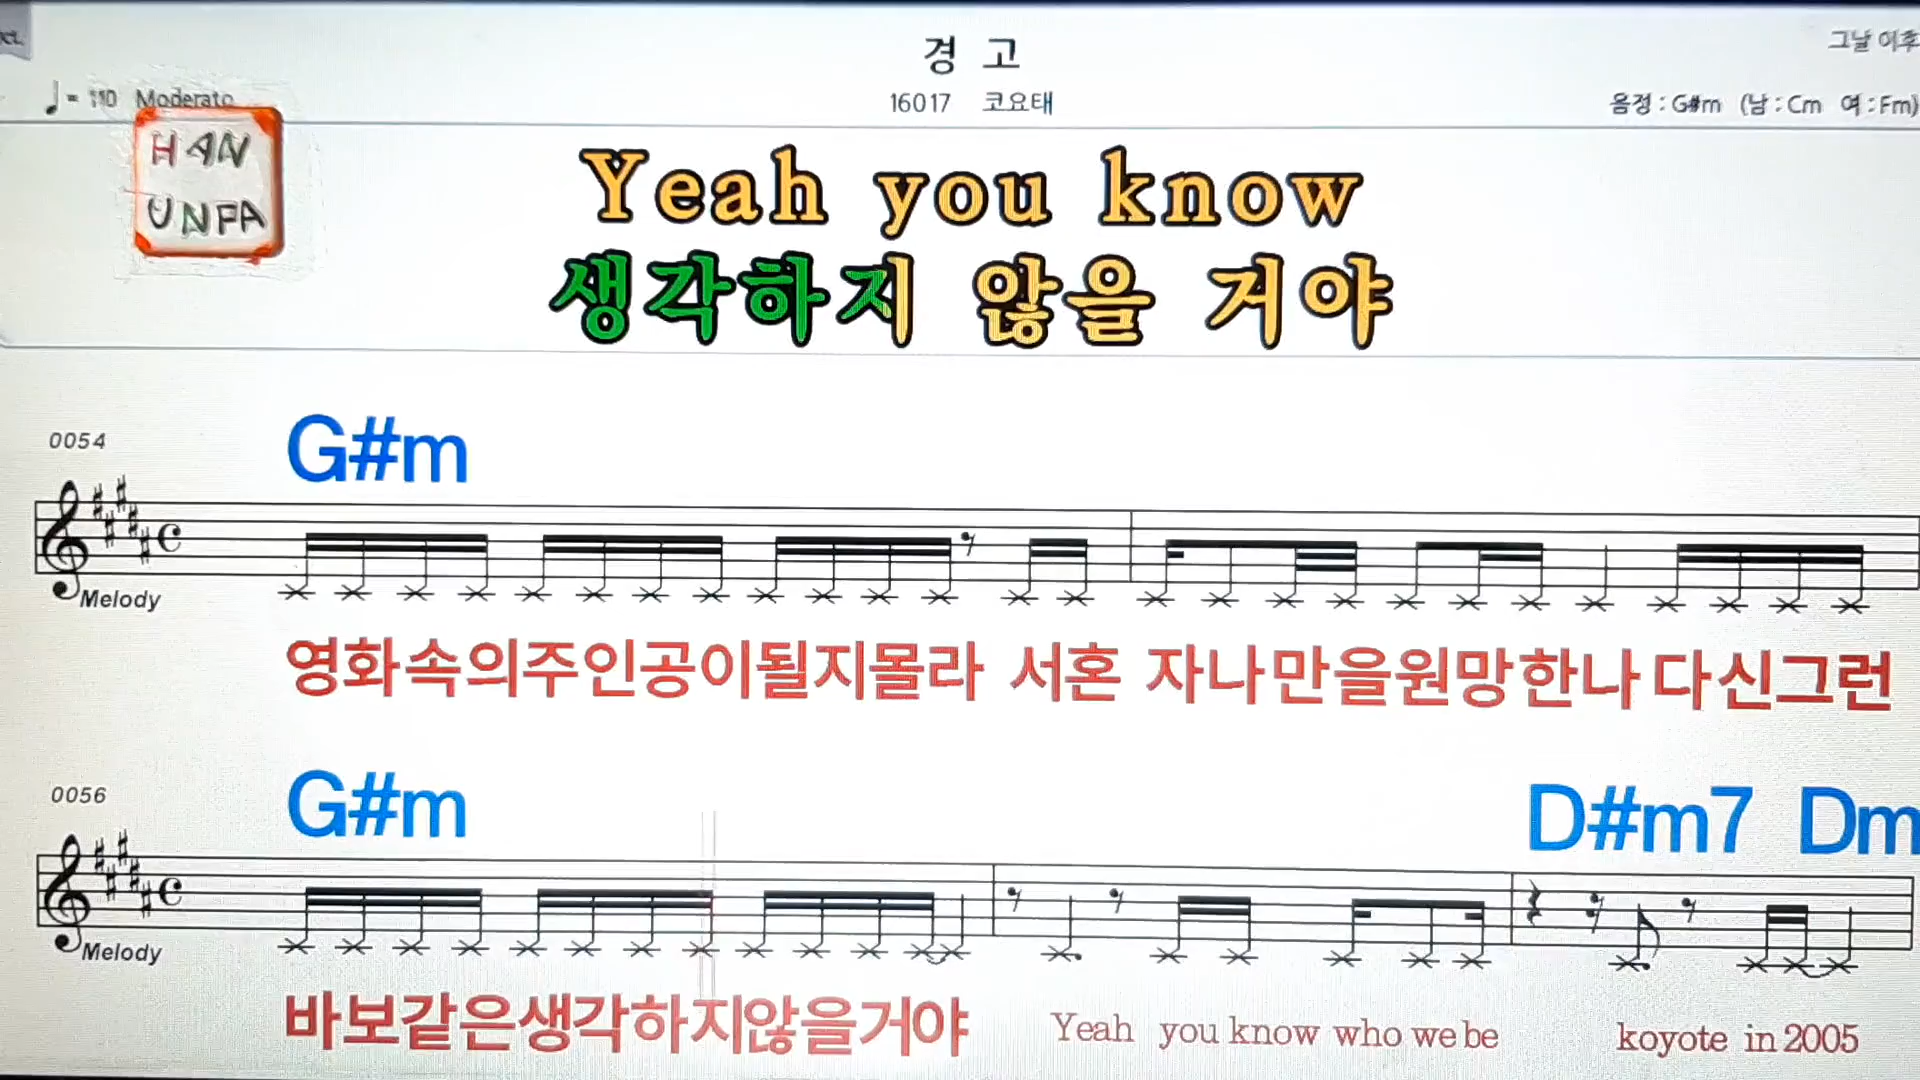 경 고
그날 이후
♩= 110 Moderato
16017 코요태
음정 : G#m (남 : Cm 여 : Fm)
HAN
UNPA
Yeah you know
생각하지 않을 거야
0054
G#m
Melody
영화속의주인공이될지몰라 서혼 자나만을원망한나 다신그런
0056
G#m
D#m7 Dm
Melody
바보같은생각하지않을거야 Yeah you know who we be koyote in 2005